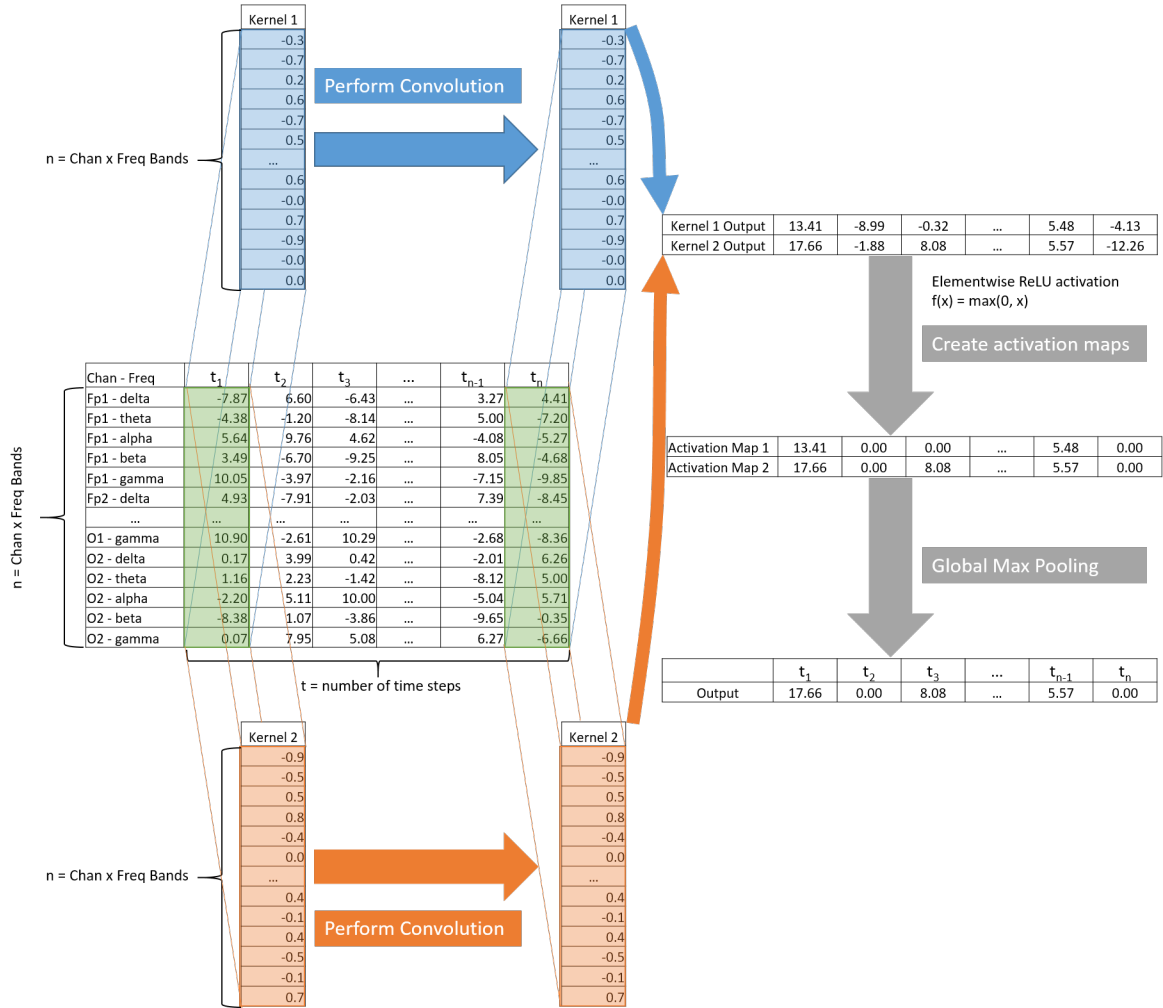 Kernel 1
-0.3
-0.7
0.2
0.6
-0.7
0.5
...
0.6
-0.0
0.7
-0.9
-0.0
0.0
n = Chan x Freq Bands
Perform Convolution
Kernel 1
-0.3
-0.7
0.2
0.6
-0.7
0.5
...
0.6
-0.0
0.7
-0.9
-0.0
0.0
Kernel 1 Output 13.41 -8.99 -0.32 ... 5.48 -4.13
Kernel 2 Output 17.66 -1.88 8.08 ... 5.57 -12.26
Elementwise ReLU activation
f(x) = max(0, x)
Create activation maps
Chan - Freq t1 t2 t3 ... tn-1 tn
Fp1 - delta -7.87 6.60 -6.43 ... 3.27 4.41
Fp1 - theta -4.38 -1.20 -8.14 ... 5.00 -7.20
Fp1 - alpha 5.64 9.76 4.62 ... -4.08 -5.27
Fp1 - beta 3.49 -6.70 -9.25 ... 8.05 -4.68
Fp1 - gamma 10.05 -3.97 -2.16 ... -7.15 -9.85
Fp2 - delta 4.93 -7.91 -2.03 ... 7.39 -8.45
... ... ... ... ... ... ...
O1 - gamma 10.90 -2.61 10.29 ... -2.68 -8.36
O2 - delta 0.17 3.99 0.42 ... -2.01 6.26
O2 - theta 1.16 2.23 -1.42 ... -8.12 5.00
O2 - alpha -2.20 5.11 10.00 ... -5.04 5.71
O2 - beta -8.38 1.07 -3.86 ... -9.65 -0.35
O2 - gamma 0.07 7.95 5.08 ... 6.27 -6.66
n = Chan x Freq Bands
t = number of time steps
Activation Map 1 13.41 0.00 0.00 ... 5.48 0.00
Activation Map 2 17.66 0.00 8.08 ... 5.57 0.00
Global Max Pooling
t1 t2 t3 ... tn-1 tn
Output 17.66 0.00 8.08 ... 5.57 0.00
Kernel 2
-0.9
-0.5
0.5
0.8
-0.4
0.0
...
0.4
-0.1
0.4
-0.5
-0.1
0.7
n = Chan x Freq Bands
Perform Convolution
Kernel 2
-0.9
-0.5
0.5
0.8
-0.4
0.0
...
0.4
-0.1
0.4
-0.5
-0.1
0.7